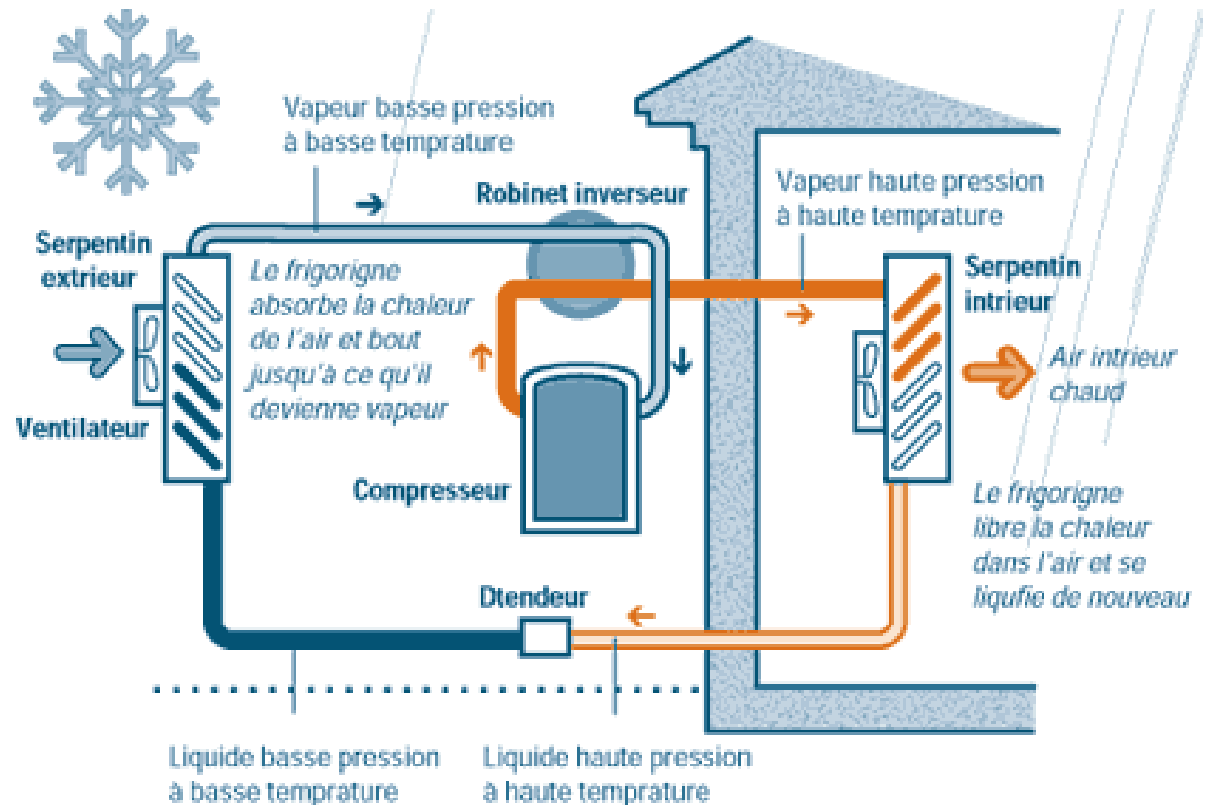 Vapeur basse pression
à basse temprature
Robinet inverseur
Vapeur haute pression
à haute temprature
Serpentin
extrieur
Le frigorigne
absorbe la chaleur
de l'air et bout
jusqu'à ce qu'il
devienne vapeur
Serpentin
intrieur
Air intrieur
chaud
Ventilateur
Compresseur
Le frigorigne
libre la chaleur
dans l'air et se
liqufie de nouveau
Dtendeur
Liquide basse pression
à basse temprature
Liquide haute pression
à haute temprature